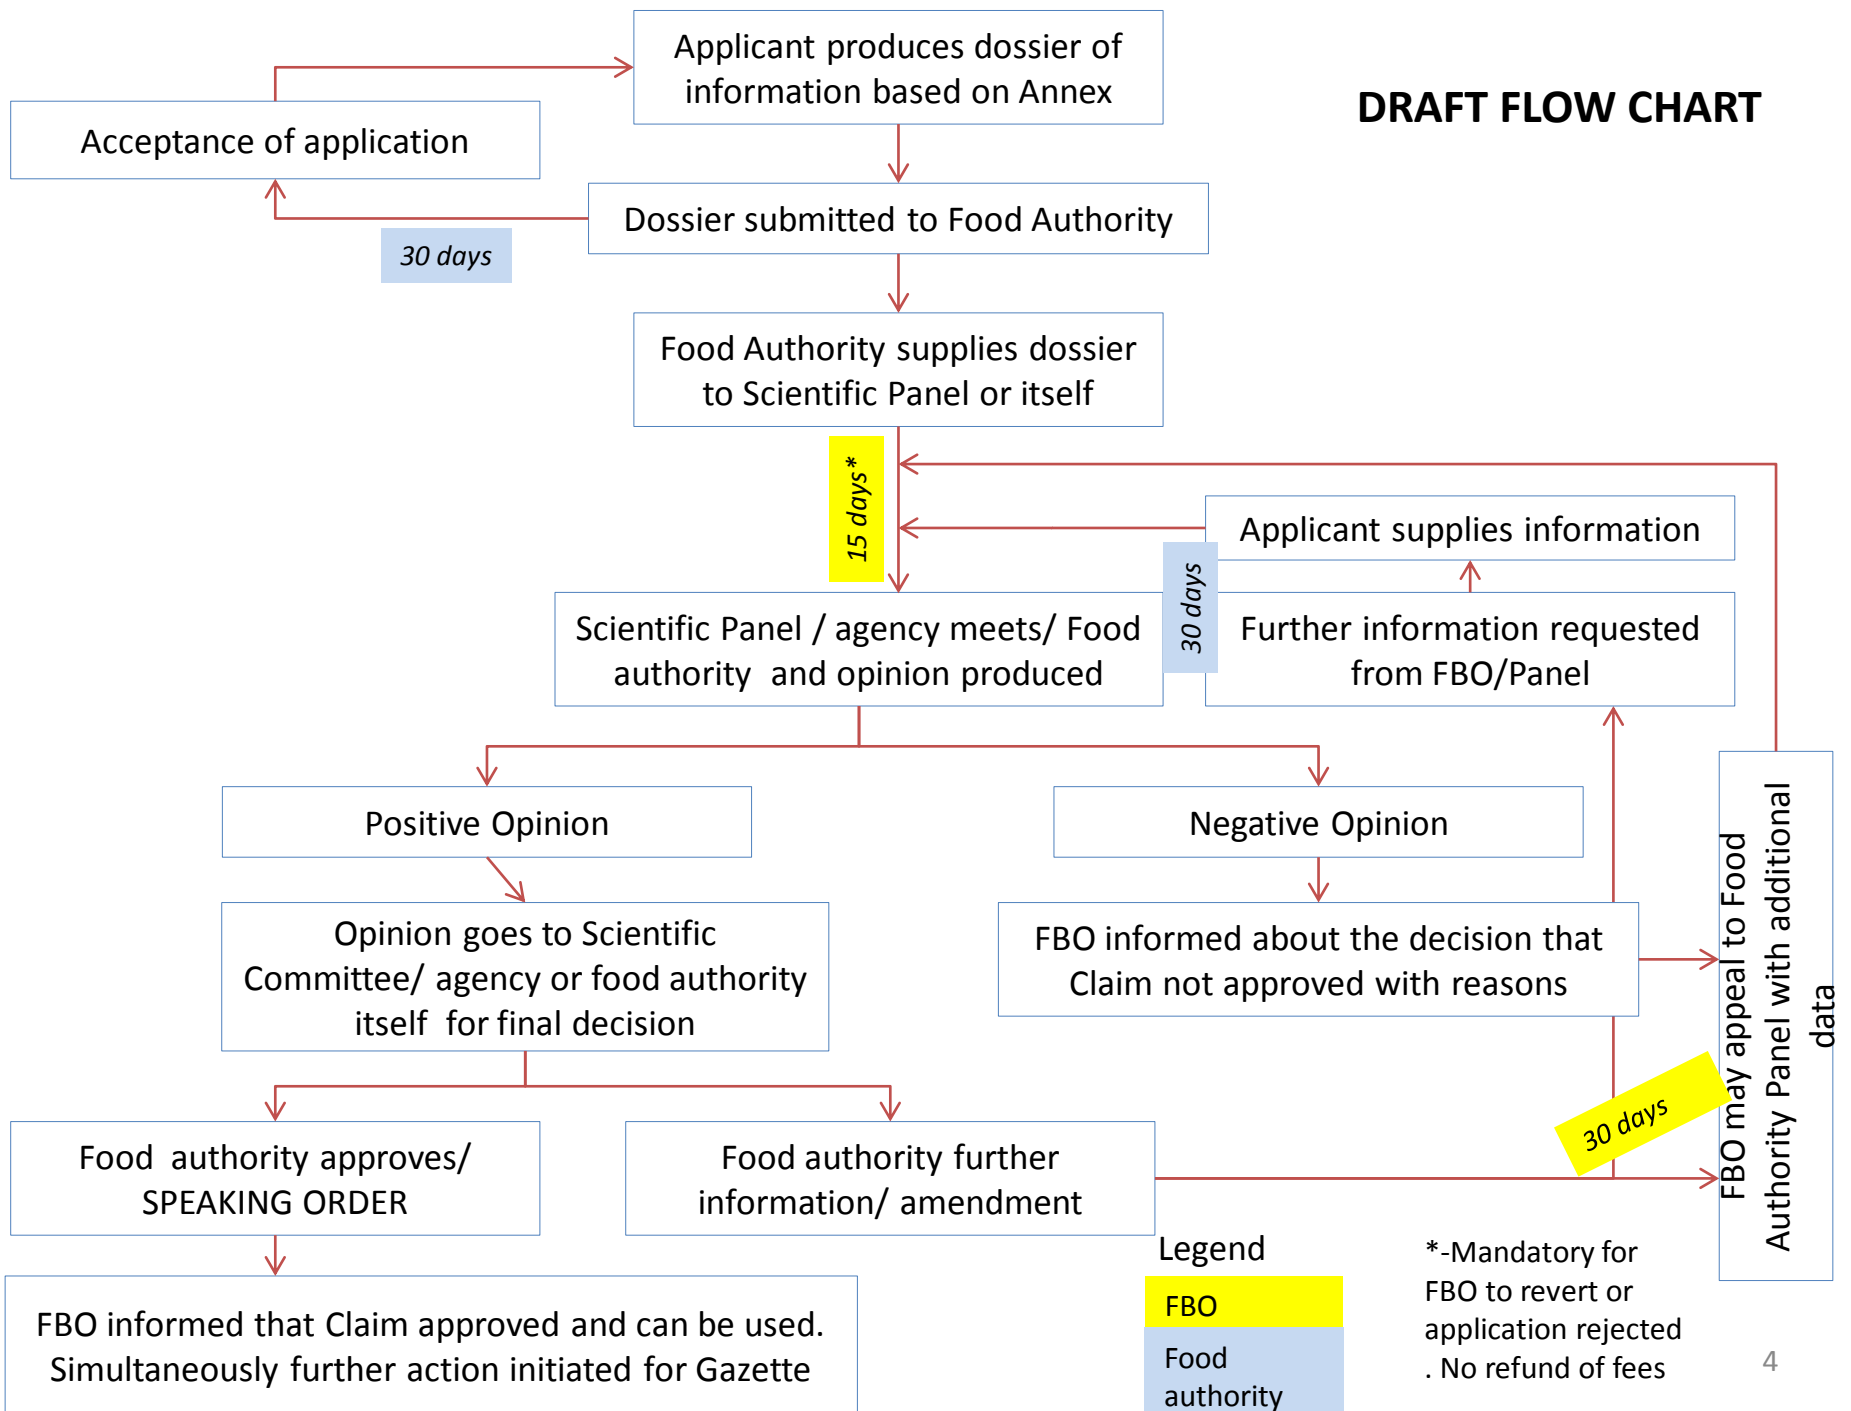 Applicant produces dossier of
information based on Annex
DRAFT FLOW CHART
Acceptance of application
Dossier submitted to Food Authority
30 days
Food Authority supplies dossier
to Scientific Panel or itself
15 days*
Applicant supplies information
30 days
Scientific Panel / agency meets/ Food
authority and opinion produced
Further information requested
from FBO/Panel
Positive Opinion
Negative Opinion
FBO may appeal to Food
Authority Panel with additional
data
Opinion goes to Scientific
Committee/ agency or food authority
itself for final decision
FBO informed about the decision that
Claim not approved with reasons
30 days
Food authority approves/
SPEAKING ORDER
Food authority further
information/ amendment
FBO informed that Claim approved and can be used.
Simultaneously further action initiated for Gazette
Legend
FBO
Food
authority
*-Mandatory for
FBO to revert or
application rejected
. No refund of fees
4